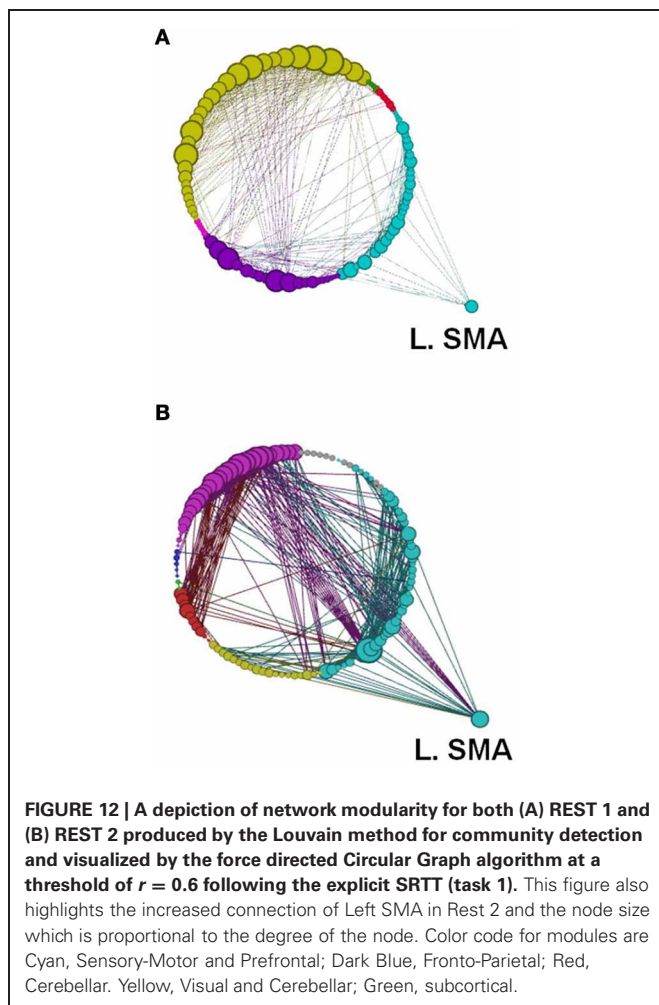 A
L. SMA
B
L. SMA
FIGURE 12 | A depiction of network modularity for both (A) REST 1 and
(B) REST 2 produced by the Louvain method for community detection
and visualized by the force directed Circular Graph algorithm at a
threshold of r = 0.6 following the explicit SRTT (task 1). This figure also
highlights the increased connection of Left SMA in Rest 2 and the node size
which is proportional to the degree of the node. Color code for modules are
Cyan, Sensory-Motor and Prefrontal; Dark Blue, Fronto-Parietal; Red,
Cerebellar. Yellow, Visual and Cerebellar; Green, subcortical.